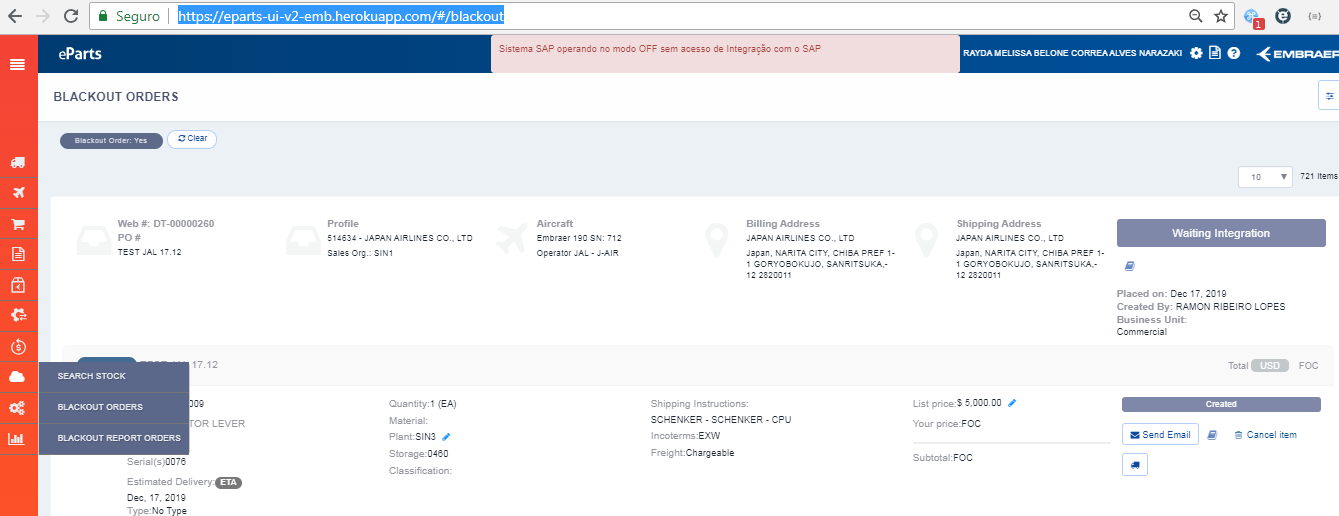 Seguro https://eparts-ui-v2-emb.herokuapp.com/#/blackout
1
eParts
Sistema SAP operando no modo OFF sem acesso de Integração com o SAP
RAYDA MELISSA BELONE CORREA ALVES NARAZAKI
EMBRAER
BLACKOUT ORDERS
Blackout Order: Yes
Clear
10
721 Items
Web #: DT-00000260
PO #
TEST JAL 17.12
Profile
514634 - JAPAN AIRLINES CO., LTD
Sales Org.: SIN1
Aircraft
Embraer 190 SN: 712
Operator JAL - J-AIR
Billing Address
JAPAN AIRLINES CO., LTD
Japan, NARITA CITY, CHIBA PREF 1-
1 GORYOBOKUJO, SANRITSUKA,-
12 2820011
Shipping Address
JAPAN AIRLINES CO., LTD
Japan, NARITA CITY, CHIBA PREF 1-
1 GORYOBOKUJO, SANRITSUKA,-
12 2820011
Waiting Integration
Placed on: Dec 17, 2019
Created By: RAMON RIBEIRO LOPES
Business Unit:
Commercial
17.12
Total USD FOC
SEARCH STOCK
BLACKOUT ORDERS
BLACKOUT REPORT ORDERS
009
TOR LEVER
Serial(s)0076
Estimated Delivery: ETA
Dec, 17, 2019
Type:No Type
Quantity:1 (EA)
Material:
Plant:SIN3
Storage:0460
Classification:
Shipping Instructions:
SCHENKER - SCHENKER - CPU
Incoterms:EXW
Freight:Chargeable
List price:$ 5,000.00
Your price:FOC
Subtotal:FOC
Created
Send Email
Cancel item